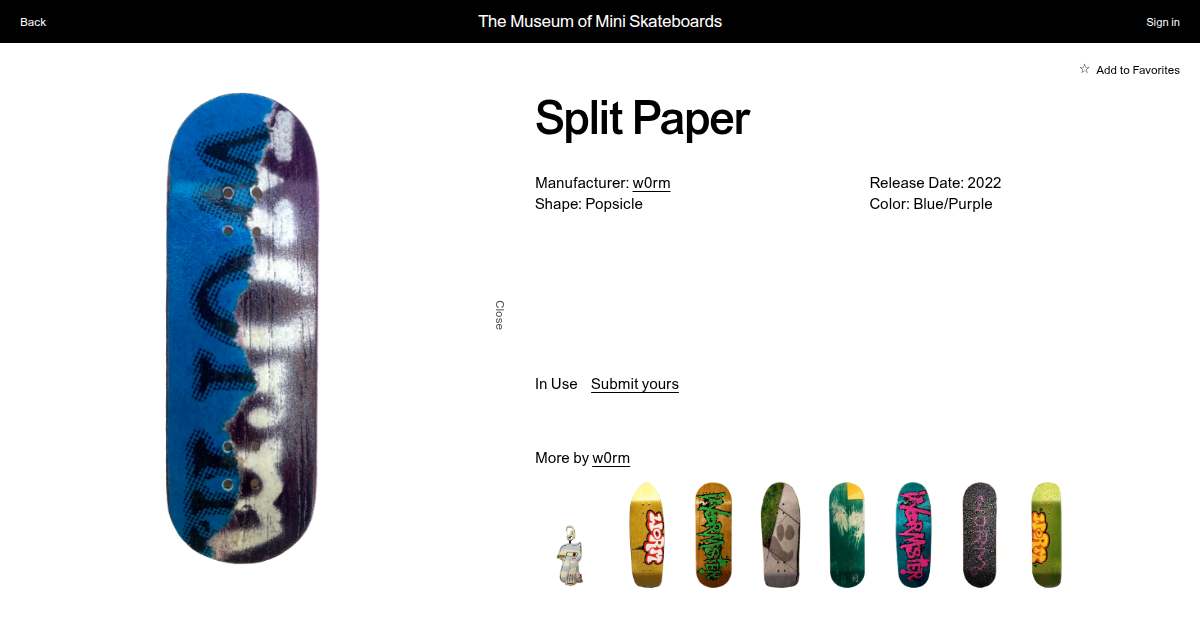 Back
The Museum of Mini Skateboards
Sign in
☆ Add to Favorites
Split Paper
Manufacturer: w0rm
Release Date: 2022
Shape: Popsicle
Color: Blue/Purple
Close
In Use Submit yours
More by w0rm